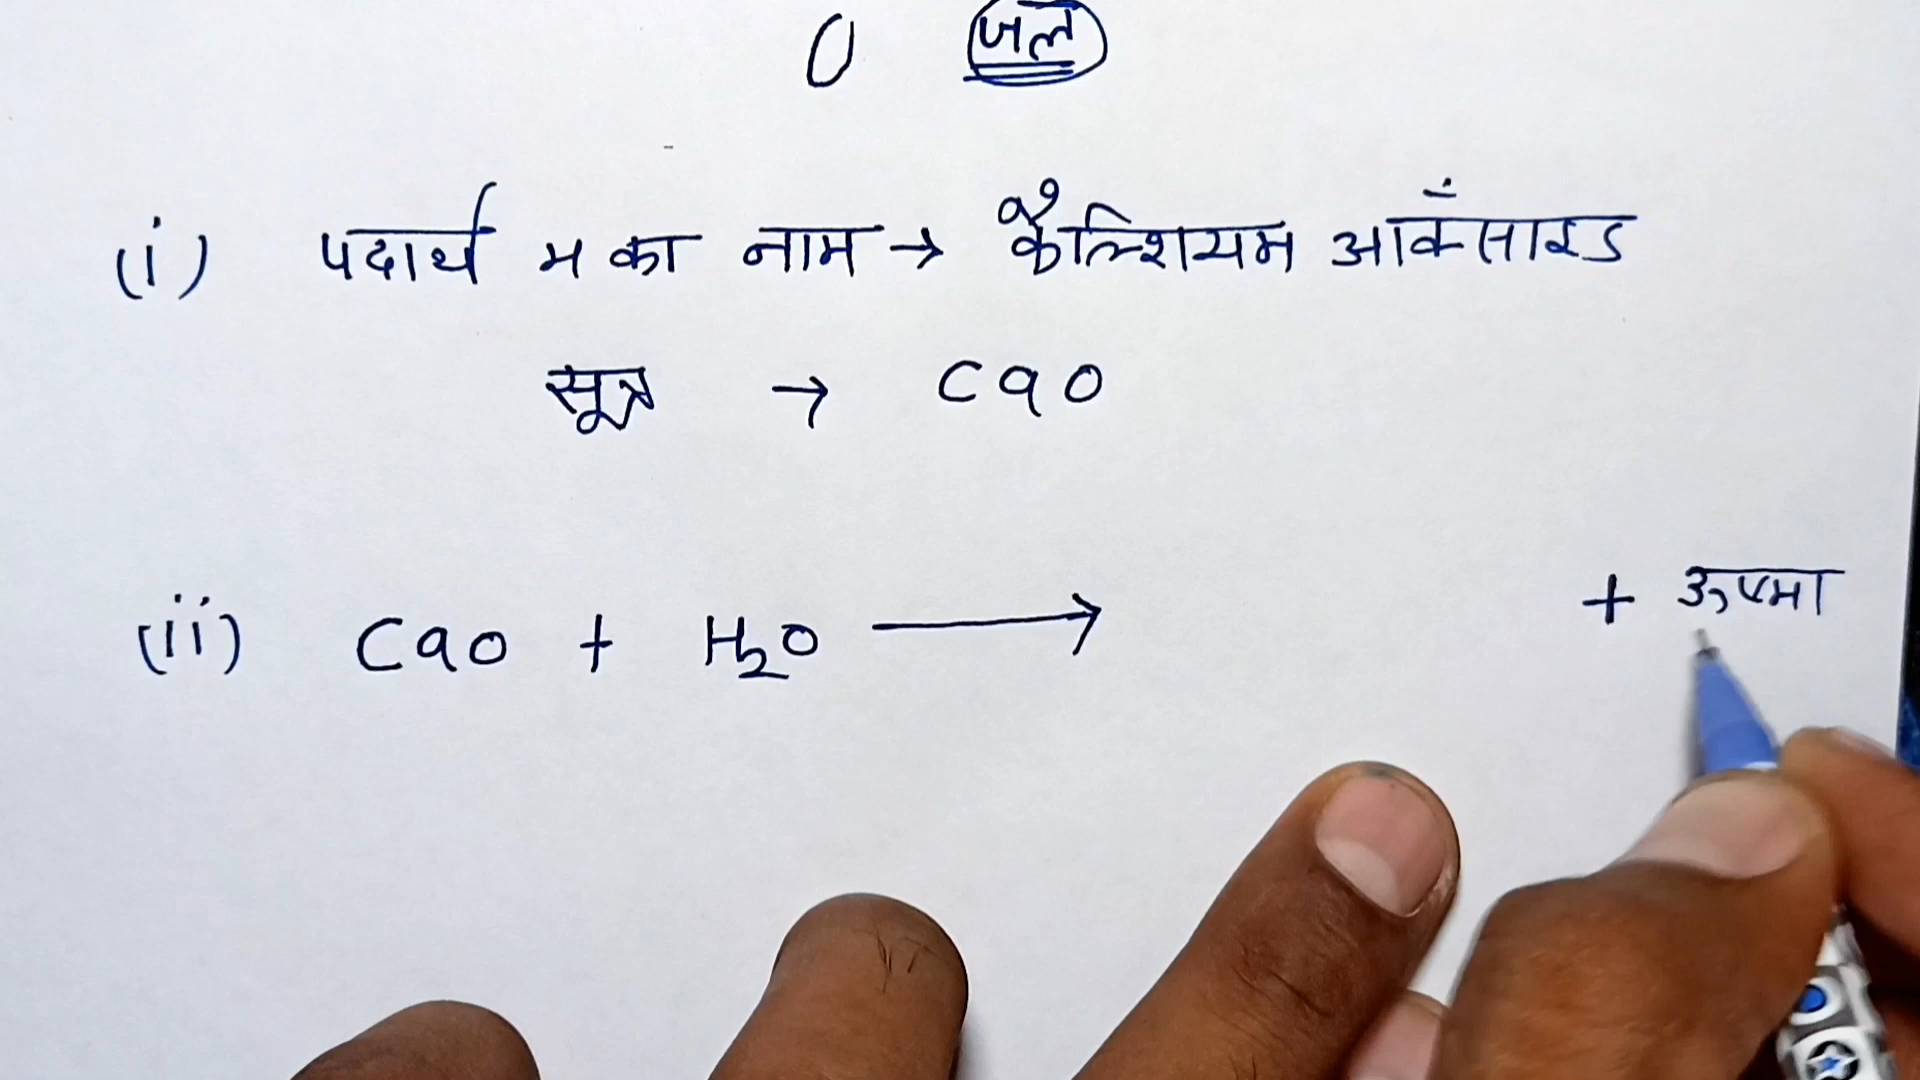 0 जल
(i) पदार्थ भ का नाम → कैल्शियम ऑक्साइड
सूत्र → CaO
(ii) CaO + H2O → + ऊष्मा